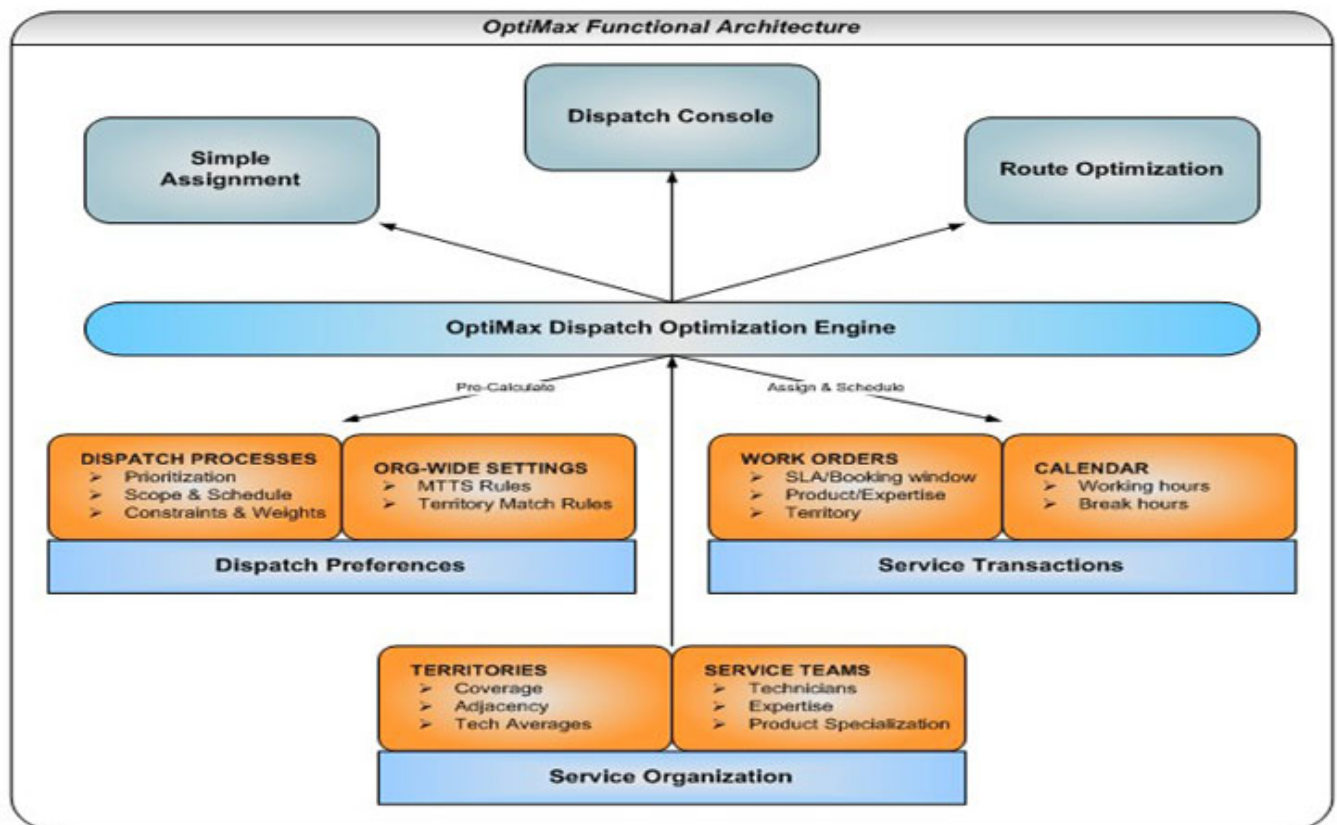 OptiMax Functional Architecture
Dispatch Console
Simple
Assignment
Route Optimization
OptiMax Dispatch Optimization Engine
Pre-Calculate
Assign & Schedule
DISPATCH PROCESSES
➢ Prioritization
➢ Scope & Schedule
➢ Constraints & Weights
ORG-WIDE SETTINGS
➢ MTTS Rules
➢ Territory Match Rules
Dispatch Preferences
WORK ORDERS
➢ SLA/Booking window
➢ Product/Expertise
➢ Territory
CALENDAR
➢ Working hours
➢ Break hours
Service Transactions
TERRITORIES
➢ Coverage
➢ Adjacency
➢ Tech Averages
SERVICE TEAMS
➢ Technicians
➢ Expertise
➢ Product Specialization
Service Organization